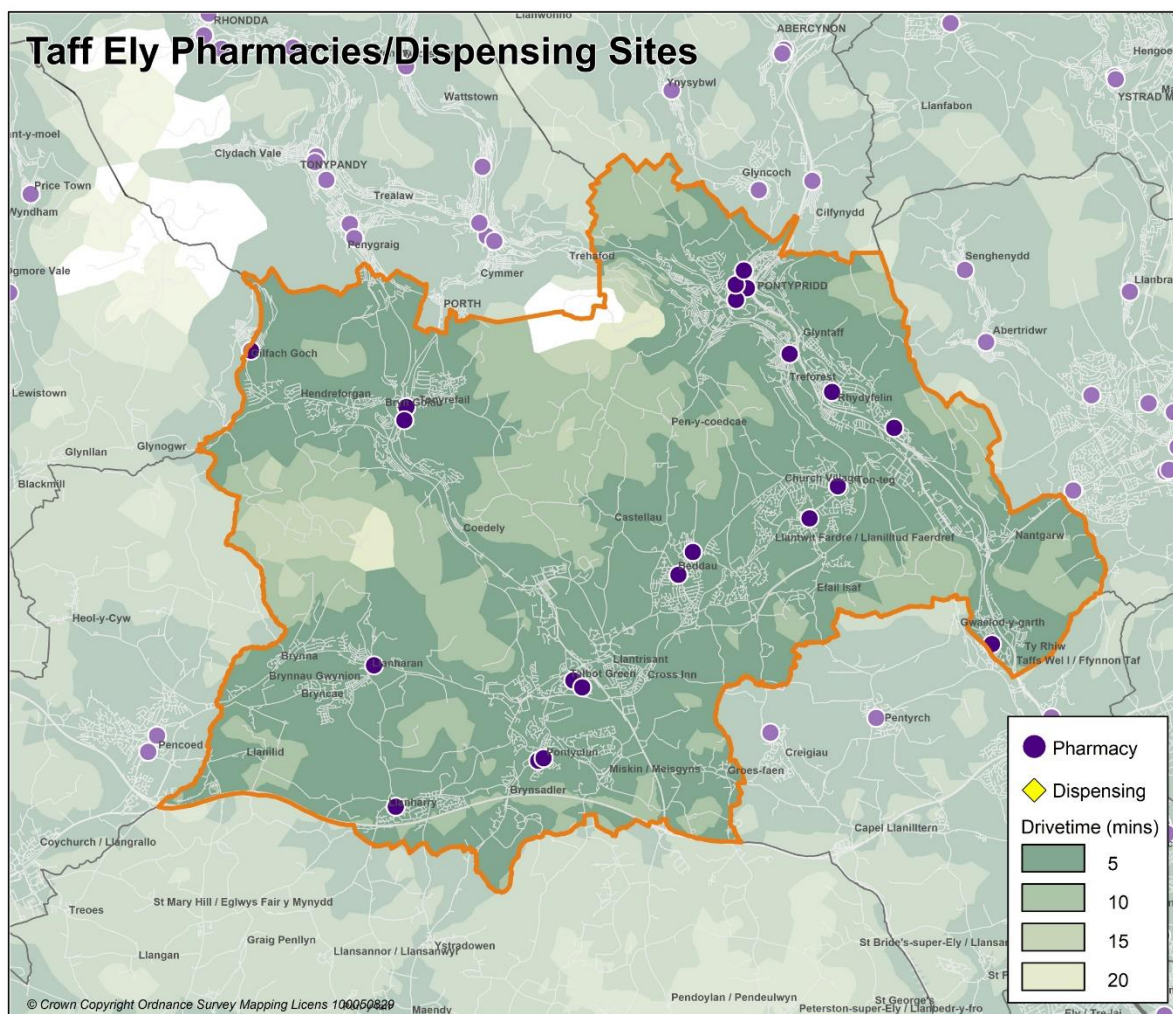 Taff Ely Pharmacies/Dispensing Sites
RHONDDA
Llanwonno
ABERCYNON
Hengoe
Wattstown
Ynysybwl
YSTRAD M
Llanfabon
ant-y-moel
Clydach Vale
TONYPANDY
Price Town
Trealaw
Glyncoch
Wyndham
Cilfynydd
Penygraig
Trehafod
Senghenydd
Ogmore Vale
Cymmer
PONTYPRIDD
Llanbra
PORTH
Glyntaff
Abertridwr
Gilfach Goch
Treforest
Lewistown
Hendreforgan
Tonyrefail
Rhydyfelin
Pen-y-coedcae
Glynllan
Glynogwr
Blackmill
Church Village
Ton-teg
Castellau
Coedely
Llantwit Fardre / Llanilltud Faerdref
Nantgarw
Beddau
Efail Isaf
Heol-y-Cyw
Gwaelod-y-garth
Brynna
Llanharan
Llantrisant
Ty Rhiw
Taffs Wel l / Ffynnon Taf
Brynnau Gwynion
Talbot Green
Cross Inn
Bryncae
Pentyrch
Pencoed
Llanilid
Pontyclun
Creigiau
Miskin / Meisgyns
Groes-faen
Brynsadler
Llanharry
Capel Llanilltern
Coychurch / Llangrallo
St Mary Hill / Eglwys Fair y Mynydd
Treoes
Graig Penllyn
Ystradowen
Llangan
Llansannor / Llansanwyr
St Bride's-super-Ely / Llansan
Pendoylan / Pendeulwyn
St George's
Peterston-super-Ely / Llanbedr-y-fro
Maendy
Ely / Tre-lai
Pharmacy
Dispensing
Drivetime (mins)
5
10
15
20
© Crown Copyright Ordnance Survey Mapping Licens 100050829